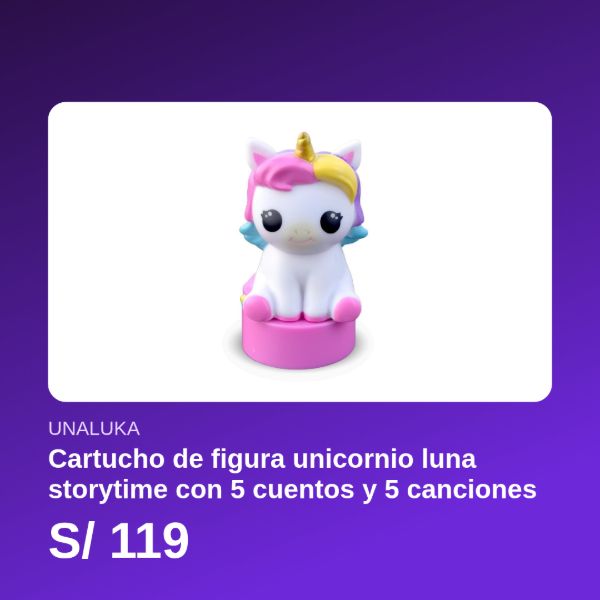 UNALUKA
Cartucho de figura unicornio luna
storytime con 5 cuentos y 5 canciones
S/ 119